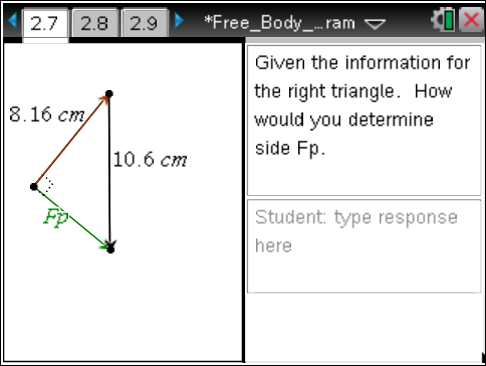 2.7 2.8 2.9 *Free_Body_...ram
8.16 cm
10.6 cm
Fp
Given the information for
the right triangle. How
would you determine
side Fp.
Student: type response
here